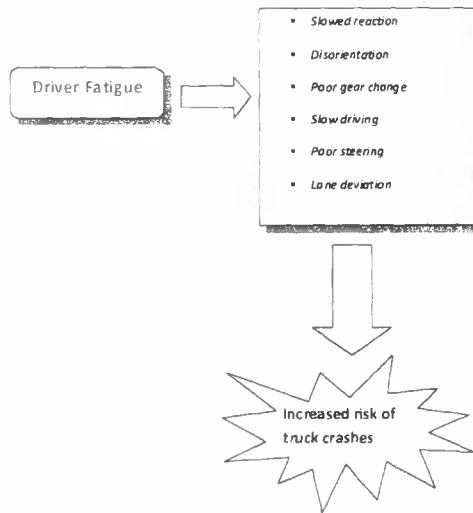 Driver Fatigue
• Slowed reaction
• Disorientation
• Poor gear change
• Slow driving
• Poor steering
• Lane deviation
Increased risk of
truck crashes